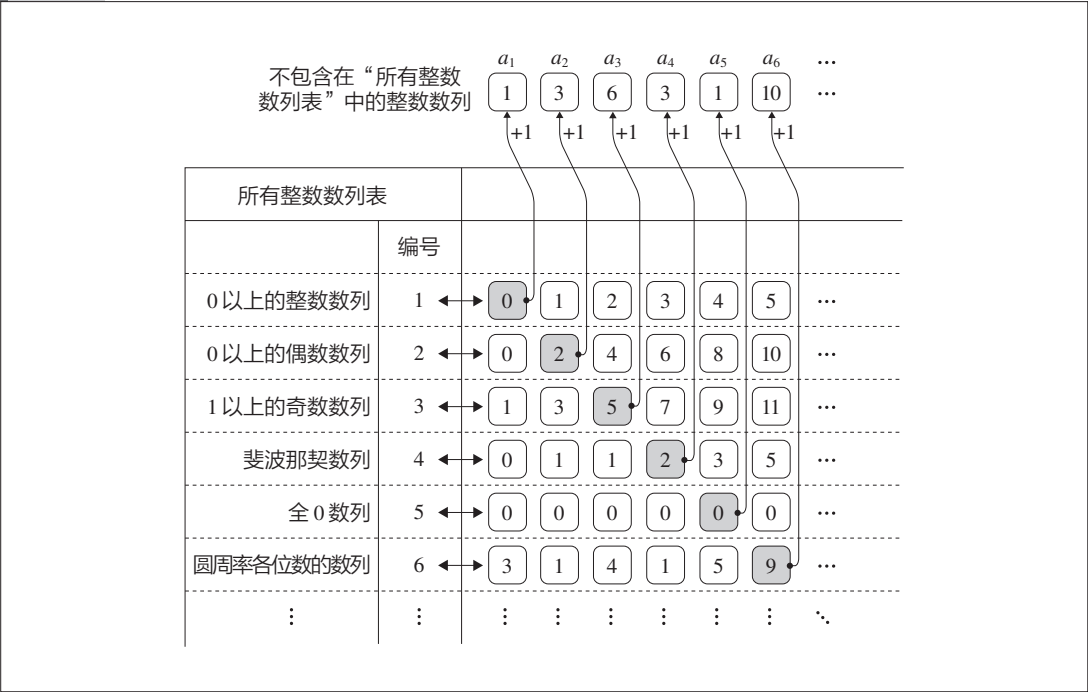 a₁ a₂ a₃ a₄ a₅ a₆ …
不包含在“所有整数
数列表”中的整数数列 1 3 6 3 1 10 …
+1 +1 +1 +1 +1 +1
所有整数数列表
编号
0以上的整数数列 1 0 1 2 3 4 5 …
0以上的偶数数列 2 0 2 4 6 8 10 …
1以上的奇数数列 3 1 3 5 7 9 11 …
斐波那契数列 4 0 1 1 2 3 5 …
全0数列 5 0 0 0 0 0 0 …
圆周率各位数的数列 6 3 1 4 1 5 9 …
⋮ ⋮ ⋮ ⋮ ⋮ ⋮ ⋮ ⋮ ⋱